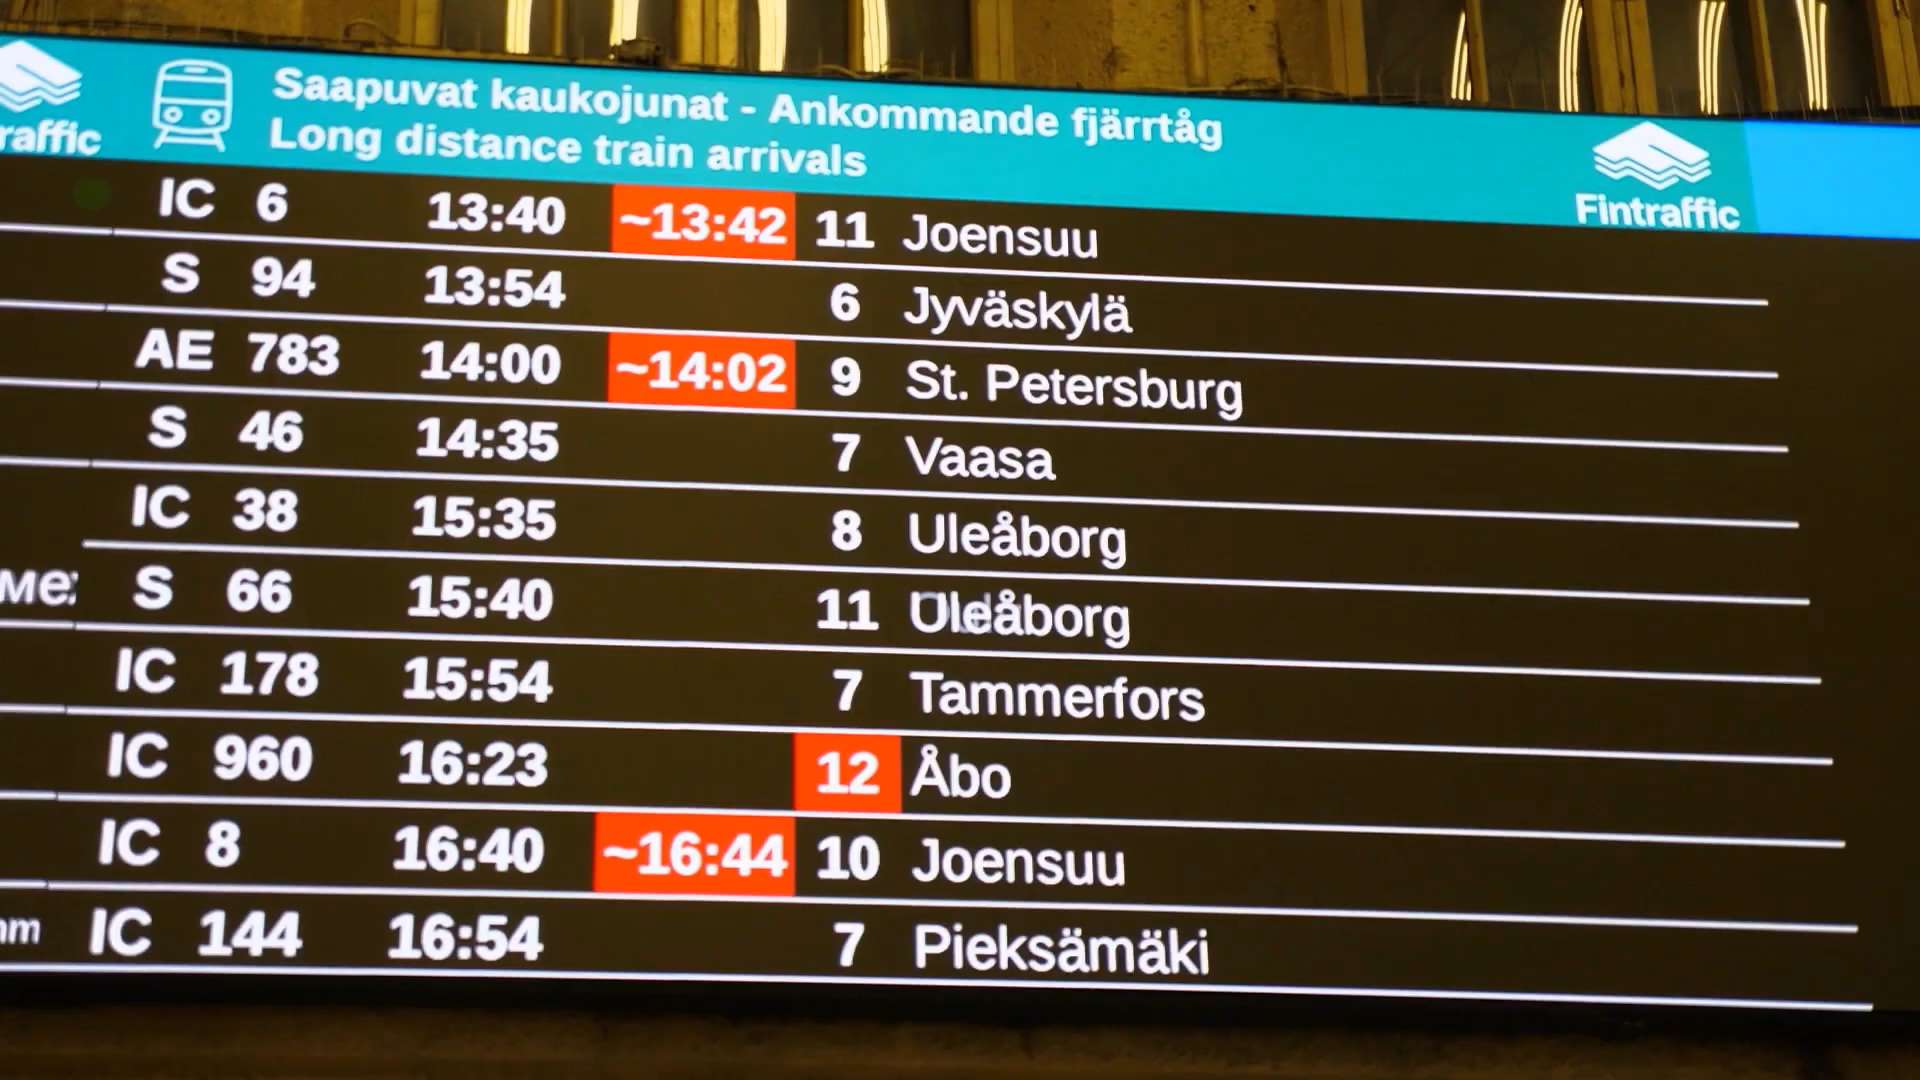 Saapuvat kaukojunat - Ankommande fjärrtåg
Long distance train arrivals
raffic
Fintraffic
IC 6 13:40 ~13:42 11 Joensuu
S 94 13:54 6 Jyväskylä
AE 783 14:00 ~14:02 9 St. Petersburg
S 46 14:35 7 Vaasa
IC 38 15:35 8 Uleåborg
S 66 15:40 11 Uleåborg
IC 178 15:54 7 Tammerfors
IC 960 16:23 12 Åbo
IC 8 16:40 ~16:44 10 Joensuu
IC 144 16:54 7 Pieksämäki